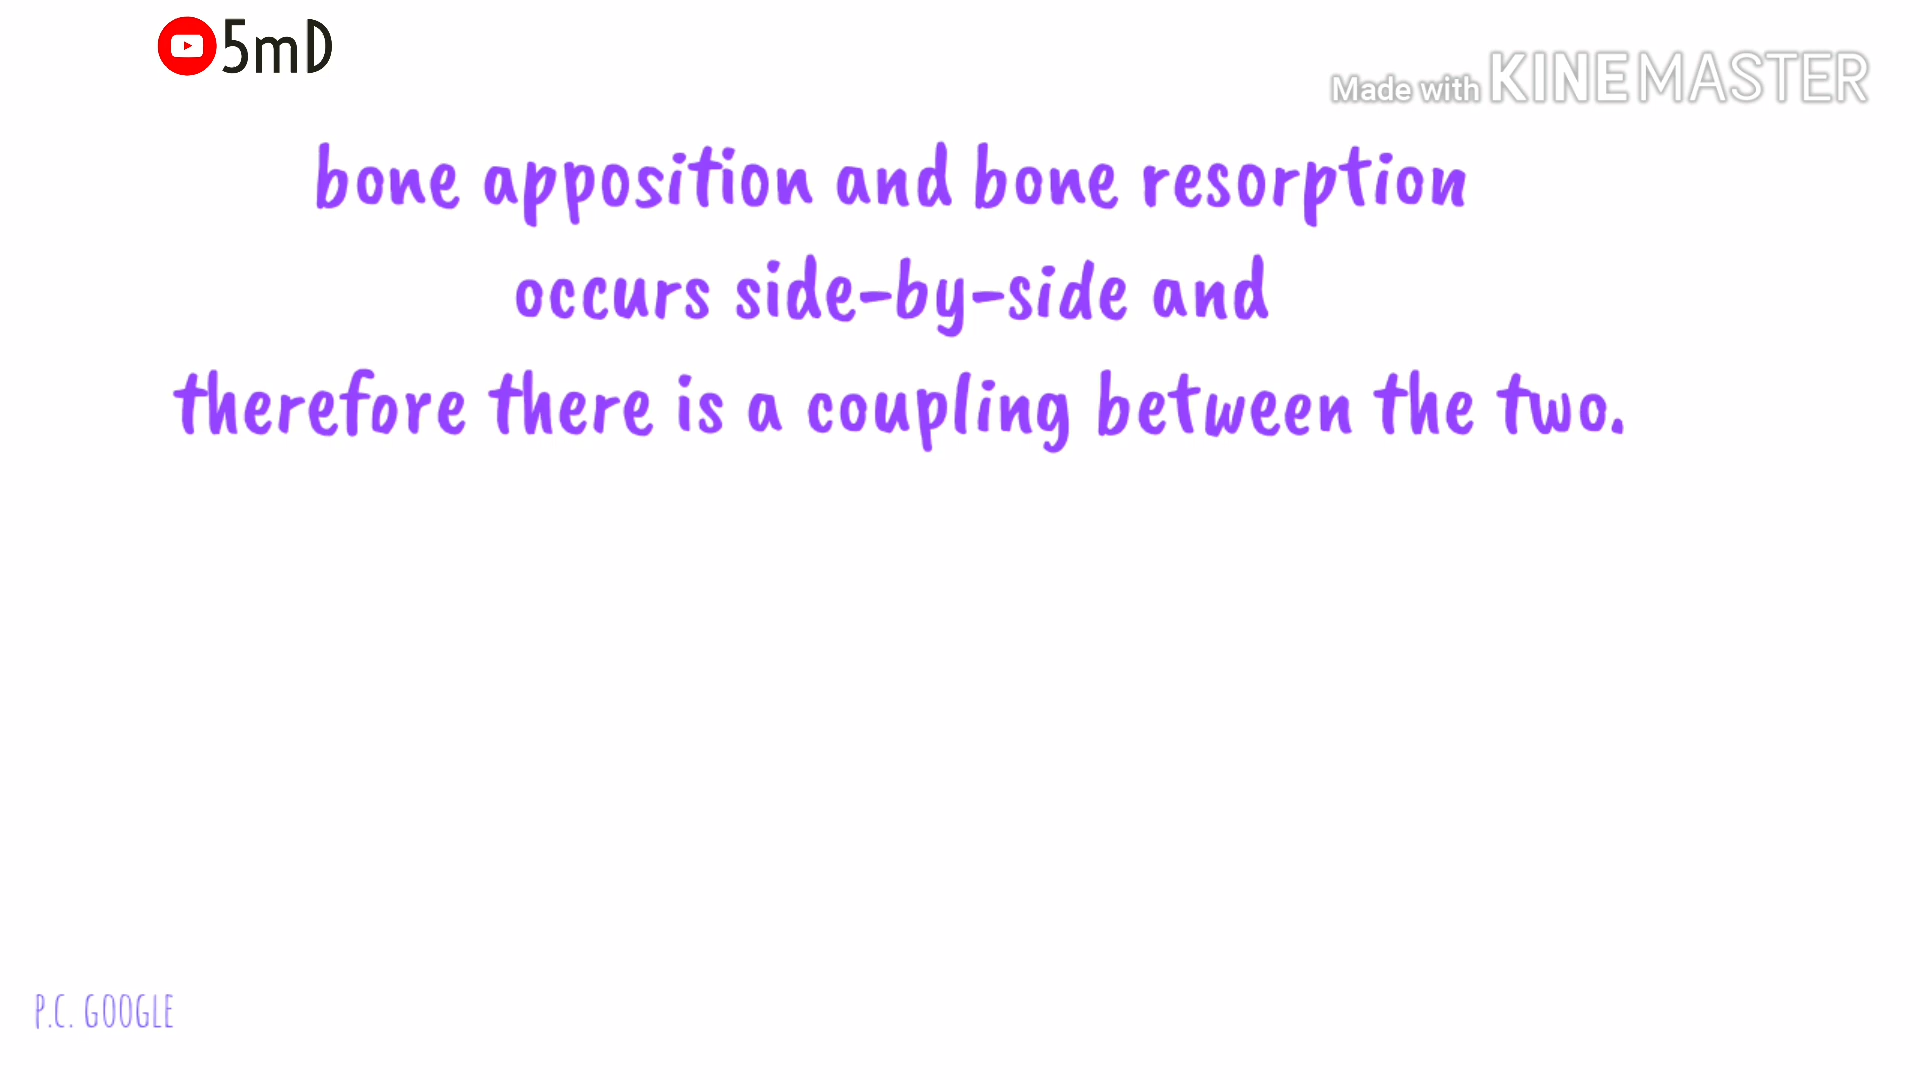 5mD
Made with KINEMASTER
bone apposition and bone resorption
occurs side-by-side and
therefore there is a coupling between the two.
P.C. GOOGLE